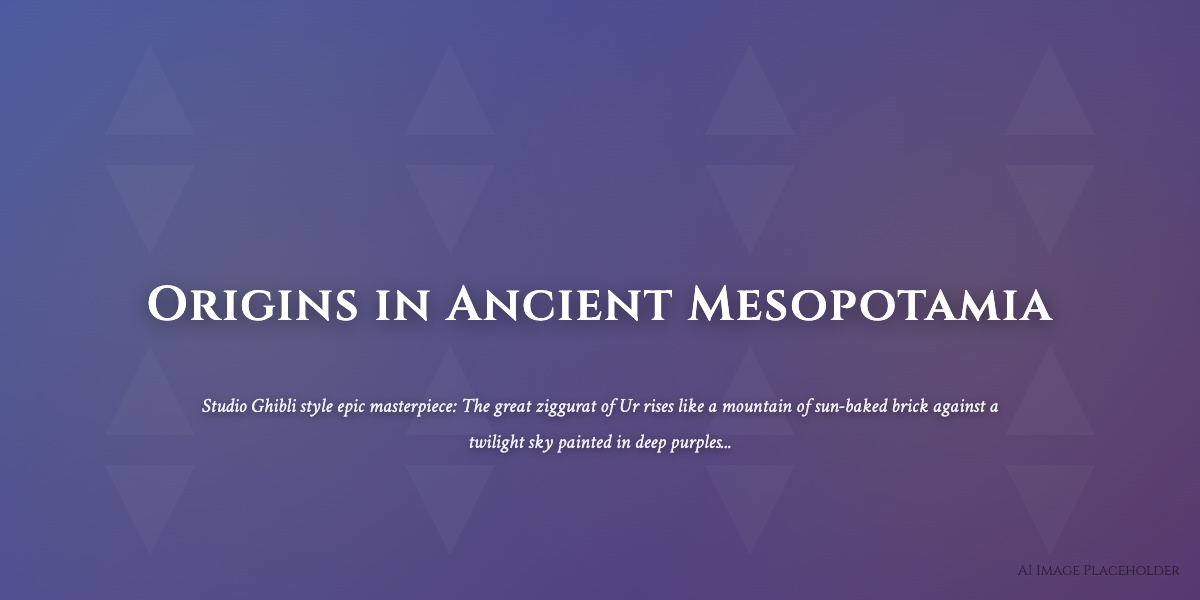 Origins in Ancient Mesopotamia
Studio Ghibli style epic masterpiece: The great ziggurat of Ur rises like a mountain of sun-baked brick against a
twilight sky painted in deep purples...
AI Image Placeholder